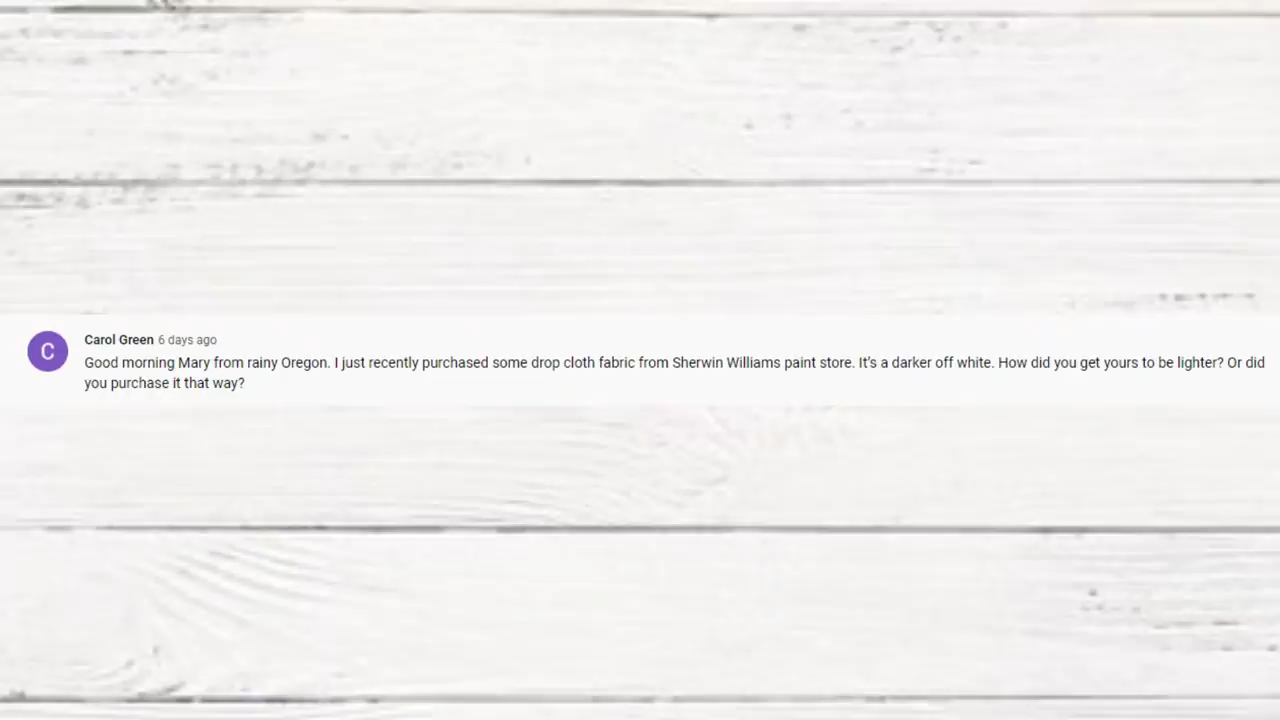 C
Carol Green 6 days ago
Good morning Mary from rainy Oregon. I just recently purchased some drop cloth fabric from Sherwin Williams paint store. It's a darker off white. How did you get yours to be lighter? Or did
you purchase it that way?